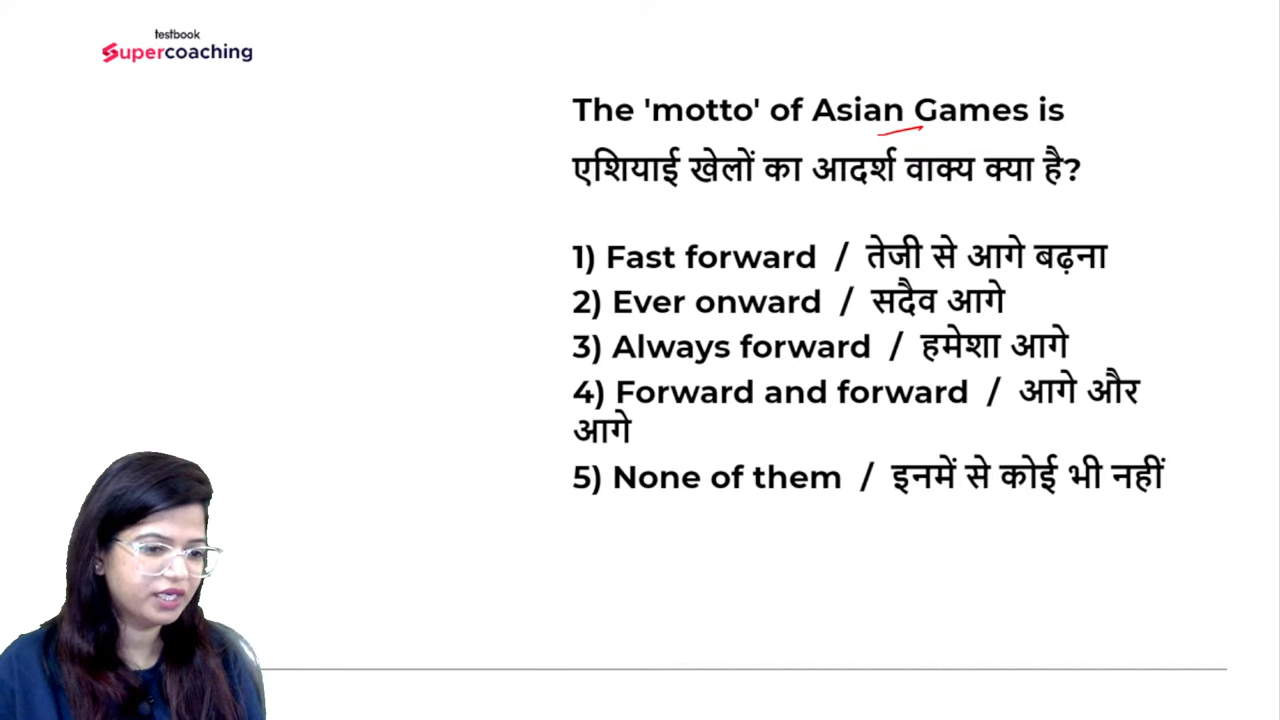 testbook
Supercoaching
The 'motto' of Asian Games is
एशियाई खेलों का आदर्श वाक्य क्या है?
1) Fast forward / तेजी से आगे बढ़ना
2) Ever onward / सदैव आगे
3) Always forward / हमेशा आगे
4) Forward and forward / आगे और
आगे
5) None of them / इनमें से कोई भी नहीं